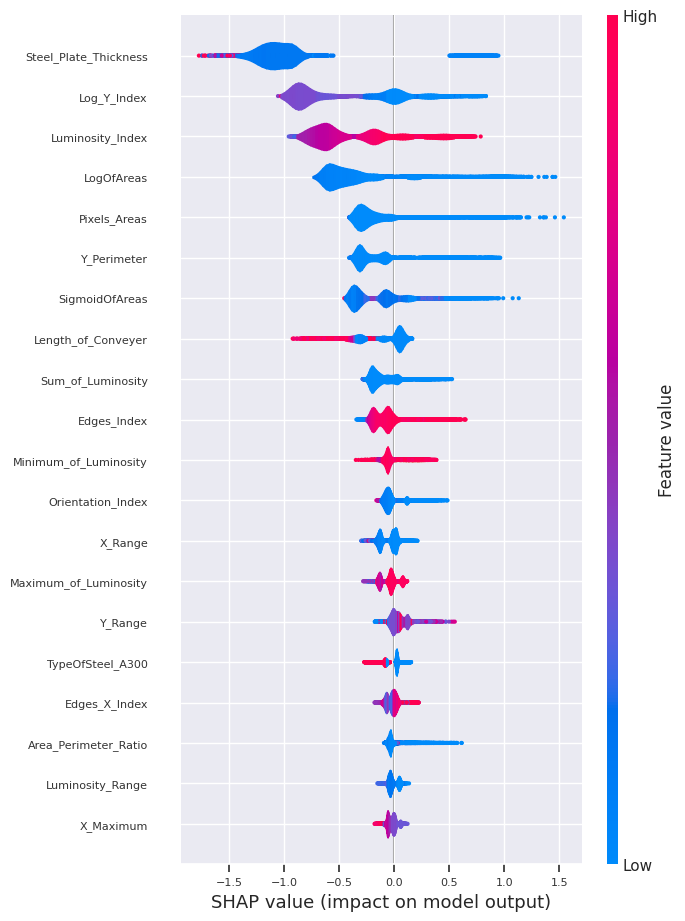 High
Steel_Plate_Thickness
Log_Y_Index
Luminosity_Index
LogOfAreas
Pixels_Areas
Y_Perimeter
SigmoidOfAreas
Length_of_Conveyer
Sum_of_Luminosity
Edges_Index
Minimum_of_Luminosity
Orientation_Index
X_Range
Maximum_of_Luminosity
Y_Range
TypeOfSteel_A300
Edges_X_Index
Area_Perimeter_Ratio
Luminosity_Range
X_Maximum
Feature value
Low
−1.5 −1.0 −0.5 0.0 0.5 1.0 1.5
SHAP value (impact on model output)